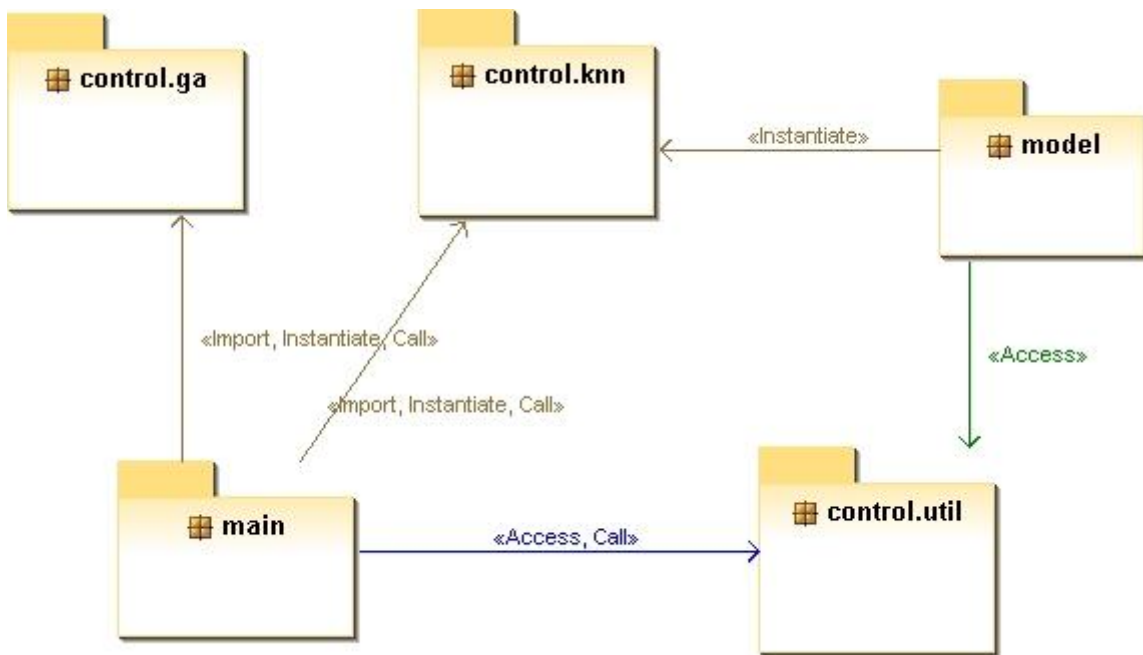 control.ga
control.knn
«Instantiate»
model
«Import, Instantiate, Call»
«Access»
«Import, Instantiate, Call»
main
«Access, Call»
control.util